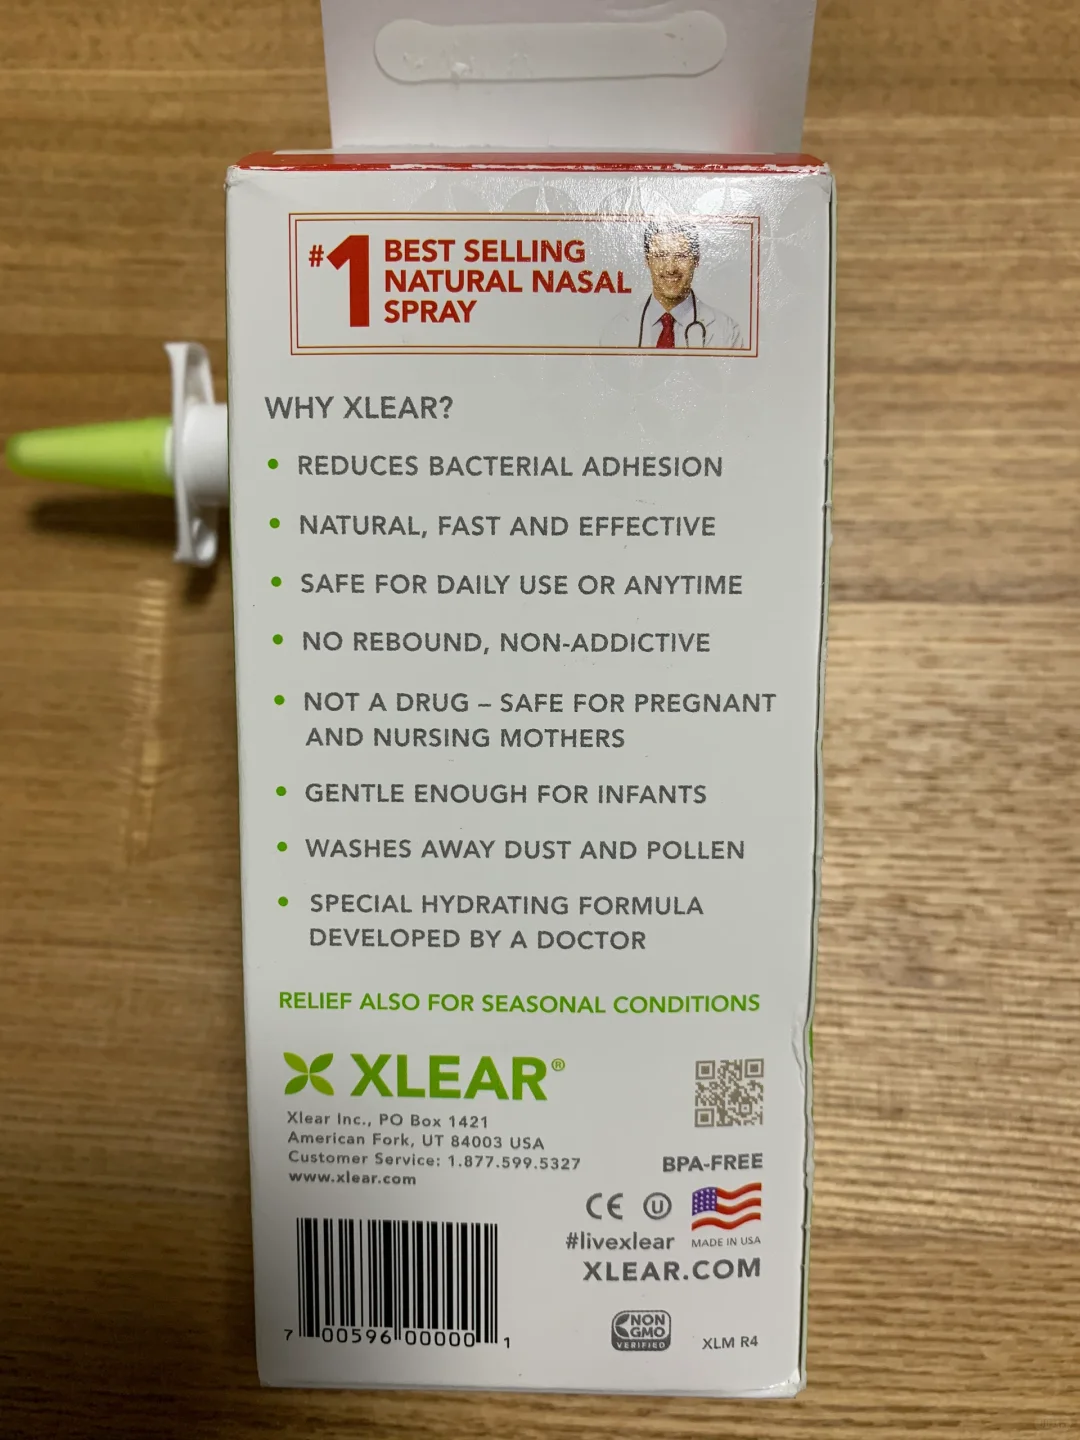 #1 BEST SELLING
NATURAL NASAL
SPRAY
WHY XLEAR?
• REDUCES BACTERIAL ADHESION
• NATURAL, FAST AND EFFECTIVE
• SAFE FOR DAILY USE OR ANYTIME
• NO REBOUND, NON-ADDICTIVE
• NOT A DRUG – SAFE FOR PREGNANT
AND NURSING MOTHERS
• GENTLE ENOUGH FOR INFANTS
• WASHES AWAY DUST AND POLLEN
• SPECIAL HYDRATING FORMULA
DEVELOPED BY A DOCTOR
RELIEF ALSO FOR SEASONAL CONDITIONS
XLEAR®
Xlear Inc., PO Box 1421
American Fork, UT 84003 USA
Customer Service: 1.877.599.5327
www.xlear.com
BPA-FREE
CE U
MADE IN USA
#livexlear
XLEAR.COM
7 00596 00000 1
NON
GMO
VERIFIED
XLM R4